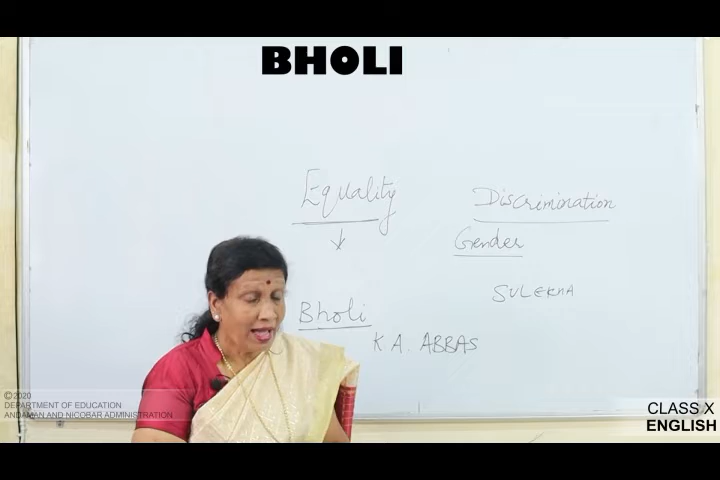 BHOLI
Equality
Discrimination
Gender
SULEKHA
Bholi
K. A. ABBAS
©2020
DEPARTMENT OF EDUCATION
ANDAMAN AND NICOBAR ADMINISTRATION
CLASS X
ENGLISH